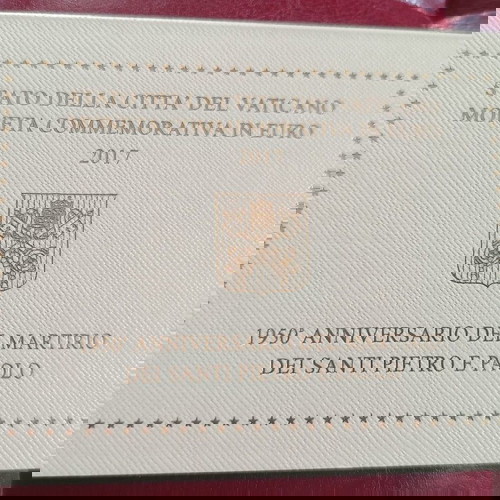 STATO DELLA CITTA' DEL VATICANO
MONETA COMMEMORATIVA IN EURO
2017
1950° ANNIVERSARIO DEL MARTIRIO
DEI SANTI PIETRO E PAOLO